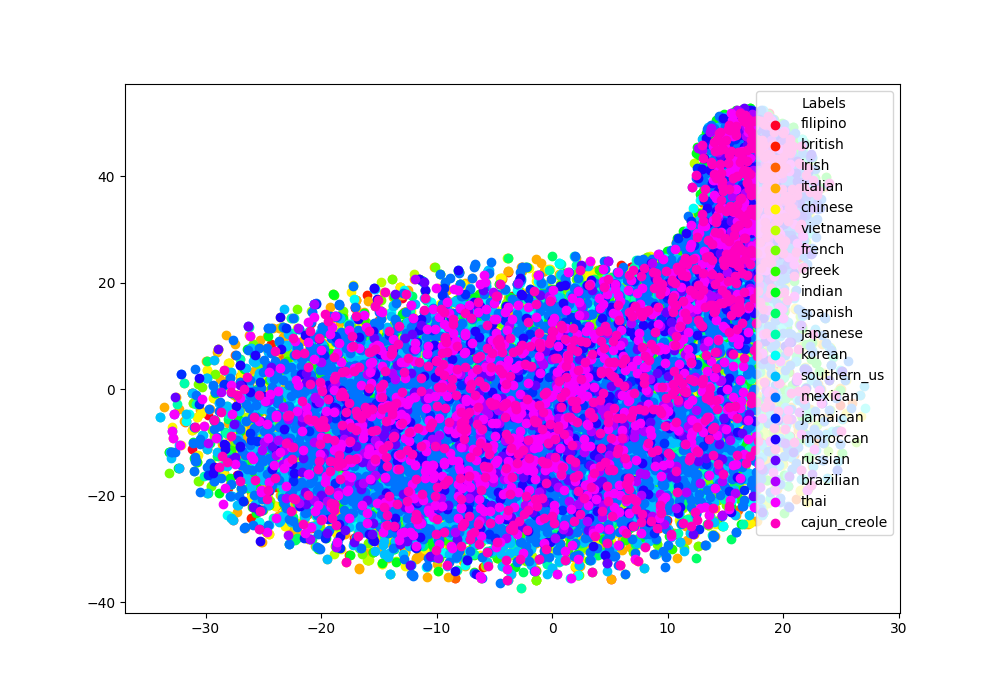 Labels
filipino
british
irish
italian
chinese
vietnamese
french
greek
indian
spanish
japanese
korean
southern_us
mexican
jamaican
moroccan
russian
brazilian
thai
cajun_creole
40
20
0
−20
−40
−30
−20
−10
0
10
20
30